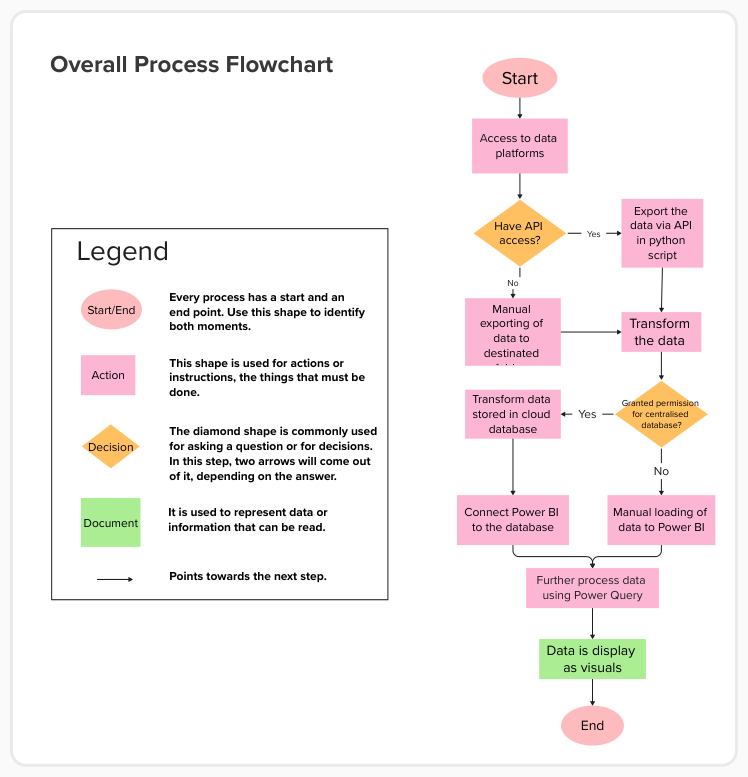 Overall Process Flowchart
Legend
Start/End
Every process has a start and an
end point. Use this shape to identify
both moments.
Action
This shape is used for actions or
instructions, the things that must be
done.
Decision
The diamond shape is commonly used
for asking a question or for decisions.
In this step, two arrows will come out
of it, depending on the answer.
Document
It is used to represent data or
information that can be read.
Points towards the next step.
Start
Access to data
platforms
Have API
access?
Yes
Export the
data via API
in python
script
No
Manual
exporting of
data to
destinated
Transform
the data
Granted permission
for centralised
database?
Yes
Transform data
stored in cloud
database
No
Connect Power BI
to the database
Manual loading of
data to Power BI
Further process data
using Power Query
Data is display
as visuals
End